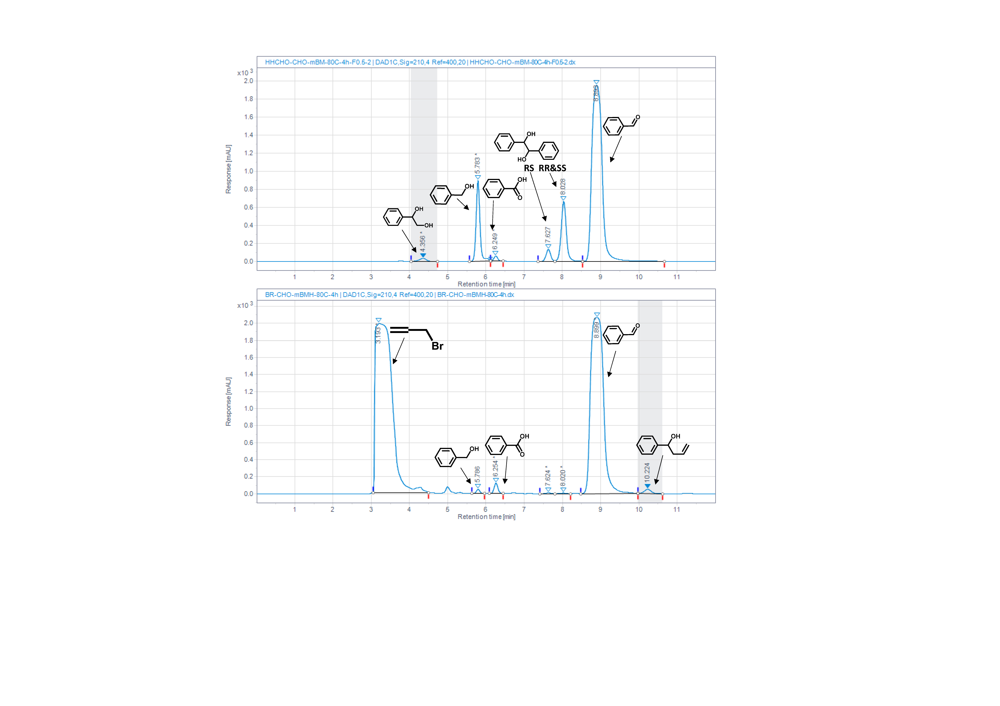 HHCHO-CHO-mBM-80C-4h-F0.5-2 | DAD1C,Sig=210,4 Ref=400,20 | HHCHO-CHO-mBM-80C-4h-F0.5-2.dx
x10 3
2.0
1.8
1.6
1.4
1.2
1.0
0.8
0.6
0.4
0.2
0.0
Response [mAU]
4.356 *
5.783 *
6.249 *
7.627
8.028
8.893
OH
OH
OH
OH
O
OH
HO
RS RR&SS
O
1 2 3 4 5 6 7 8 9 10 11
Retention time [min]
BR-CHO-mBMH-80C-4h | DAD1C,Sig=210,4 Ref=400,20 | BR-CHO-mBMH-80C-4h.dx
x10 3
2.0
1.8
1.6
1.4
1.2
1.0
0.8
0.6
0.4
0.2
0.0
Response [mAU]
3.193
Br
5.786
OH
6.254 *
OH
O
7.624 *
8.020 *
8.899
O
10.224
OH
1 2 3 4 5 6 7 8 9 10 11
Retention time [min]